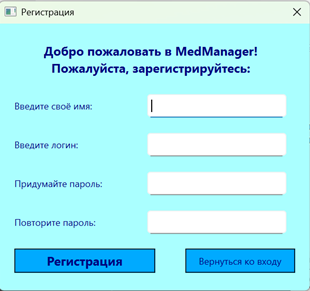 Регистрация
Добро пожаловать в MedManager!
Пожалуйста, зарегистрируйтесь:
Введите своё имя:
Введите логин:
Придумайте пароль:
Повторите пароль:
Регистрация
Вернуться ко входу